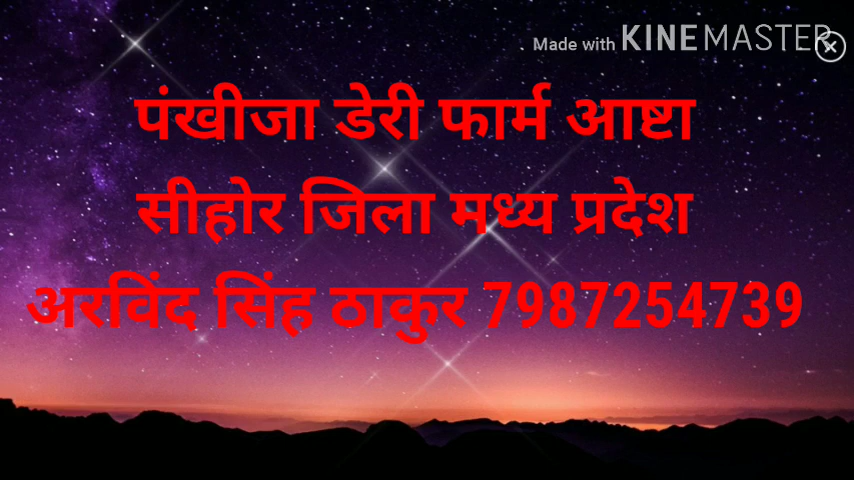 Made with KINEMASTER
पंखीजा डेरी फार्म आष्टा
सीहोर जिला मध्य प्रदेश
अरविंद सिंह ठाकुर 7987254739